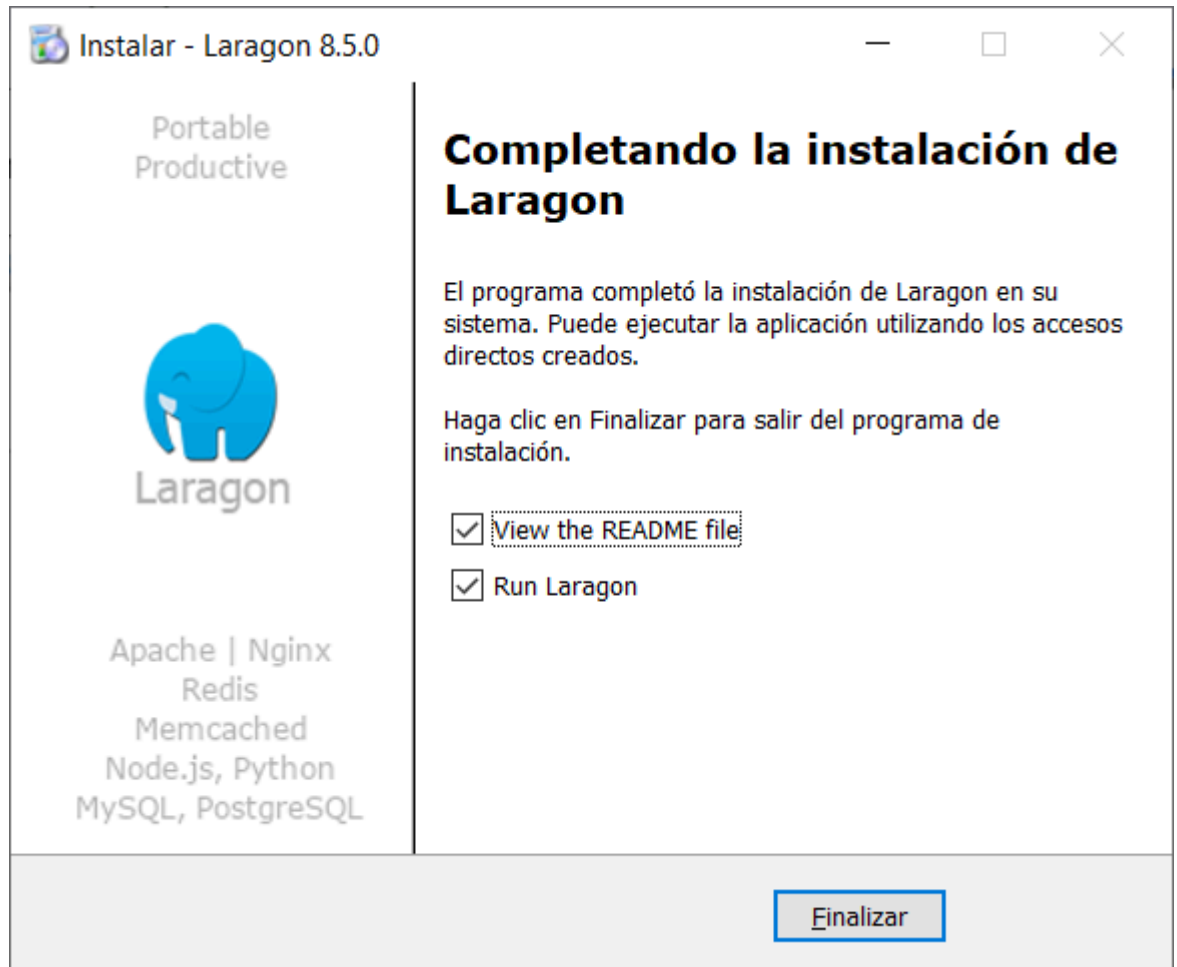 Instalar - Laragon 8.5.0
Portable
Productive
Laragon
Apache | Nginx
Redis
Memcached
Node.js, Python
MySQL, PostgreSQL
Completando la instalación de
Laragon
El programa completó la instalación de Laragon en su
sistema. Puede ejecutar la aplicación utilizando los accesos
directos creados.
Haga clic en Finalizar para salir del programa de
instalación.
View the README file
Run Laragon
Finalizar